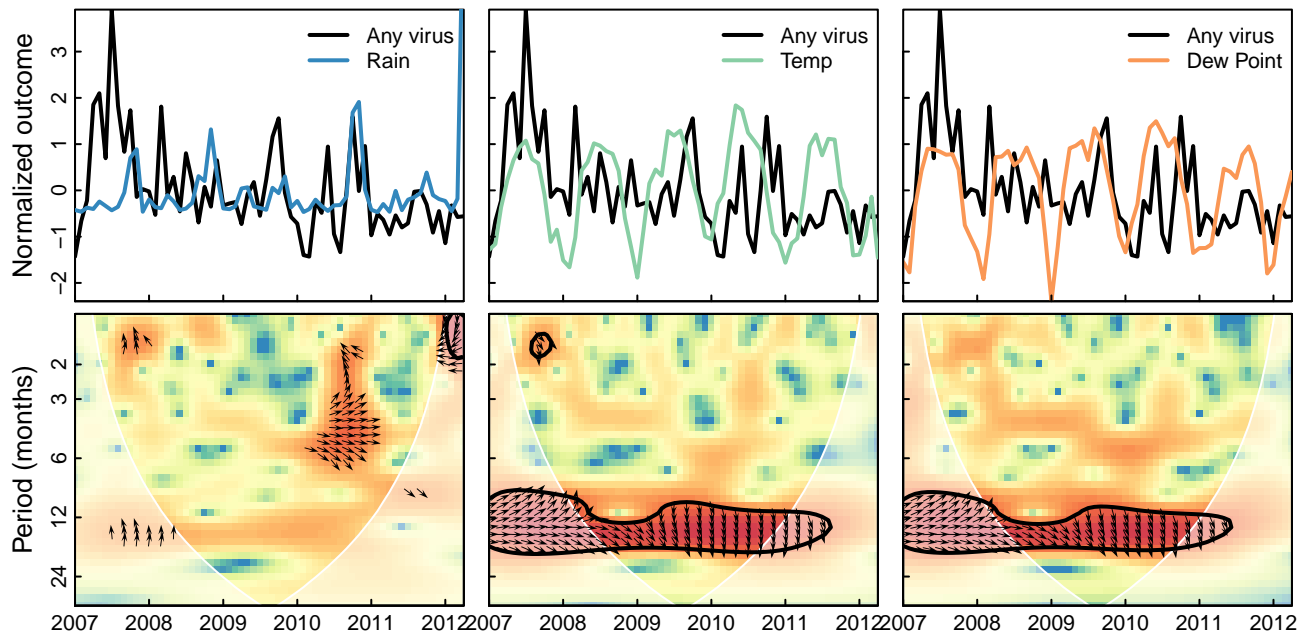 Normalized outcome
3
2
1
0
−1
−2
Any virus
Rain
Any virus
Temp
Any virus
Dew Point
Period (months)
2
3
6
12
24
2007 2008 2009 2010 2011 2012
2007 2008 2009 2010 2011 2012
2007 2008 2009 2010 2011 2012